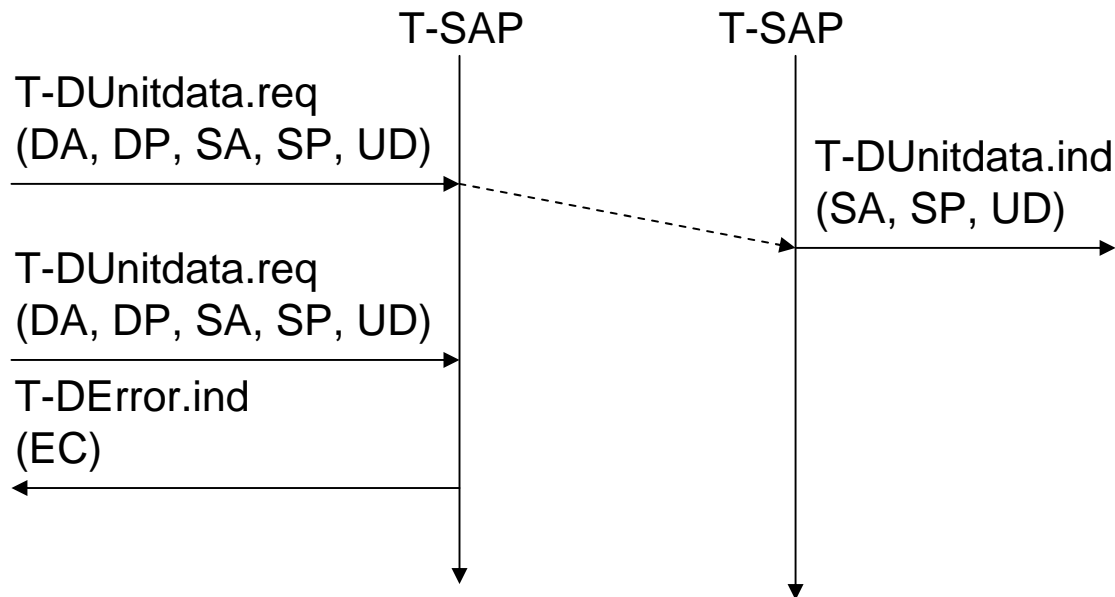 T-SAP
T-SAP
T-DUnitdata.req
(DA, DP, SA, SP, UD)
T-DUnitdata.ind
(SA, SP, UD)
T-DUnitdata.req
(DA, DP, SA, SP, UD)
T-DError.ind
(EC)